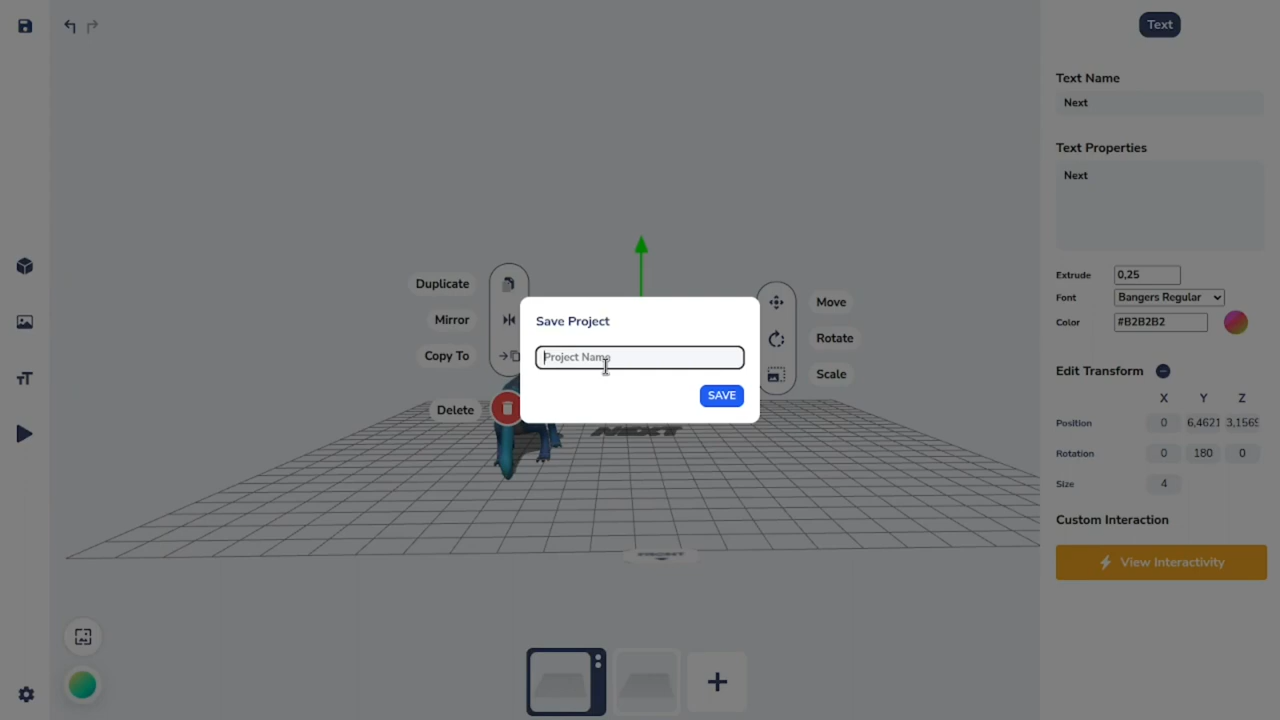 Text
Text Name
Next
Text Properties
Next
Extrude 0,25
Font Bangers Regular
Color #B2B2B2
Edit Transform
X Y Z
Position 0 6,4621 3,1569
Rotation 0 180 0
Size 4
Custom Interaction
View Interactivity
Duplicate
Mirror
Copy To
Delete
Move
Rotate
Scale
Save Project
Project Name
SAVE
NEXT
FRONT